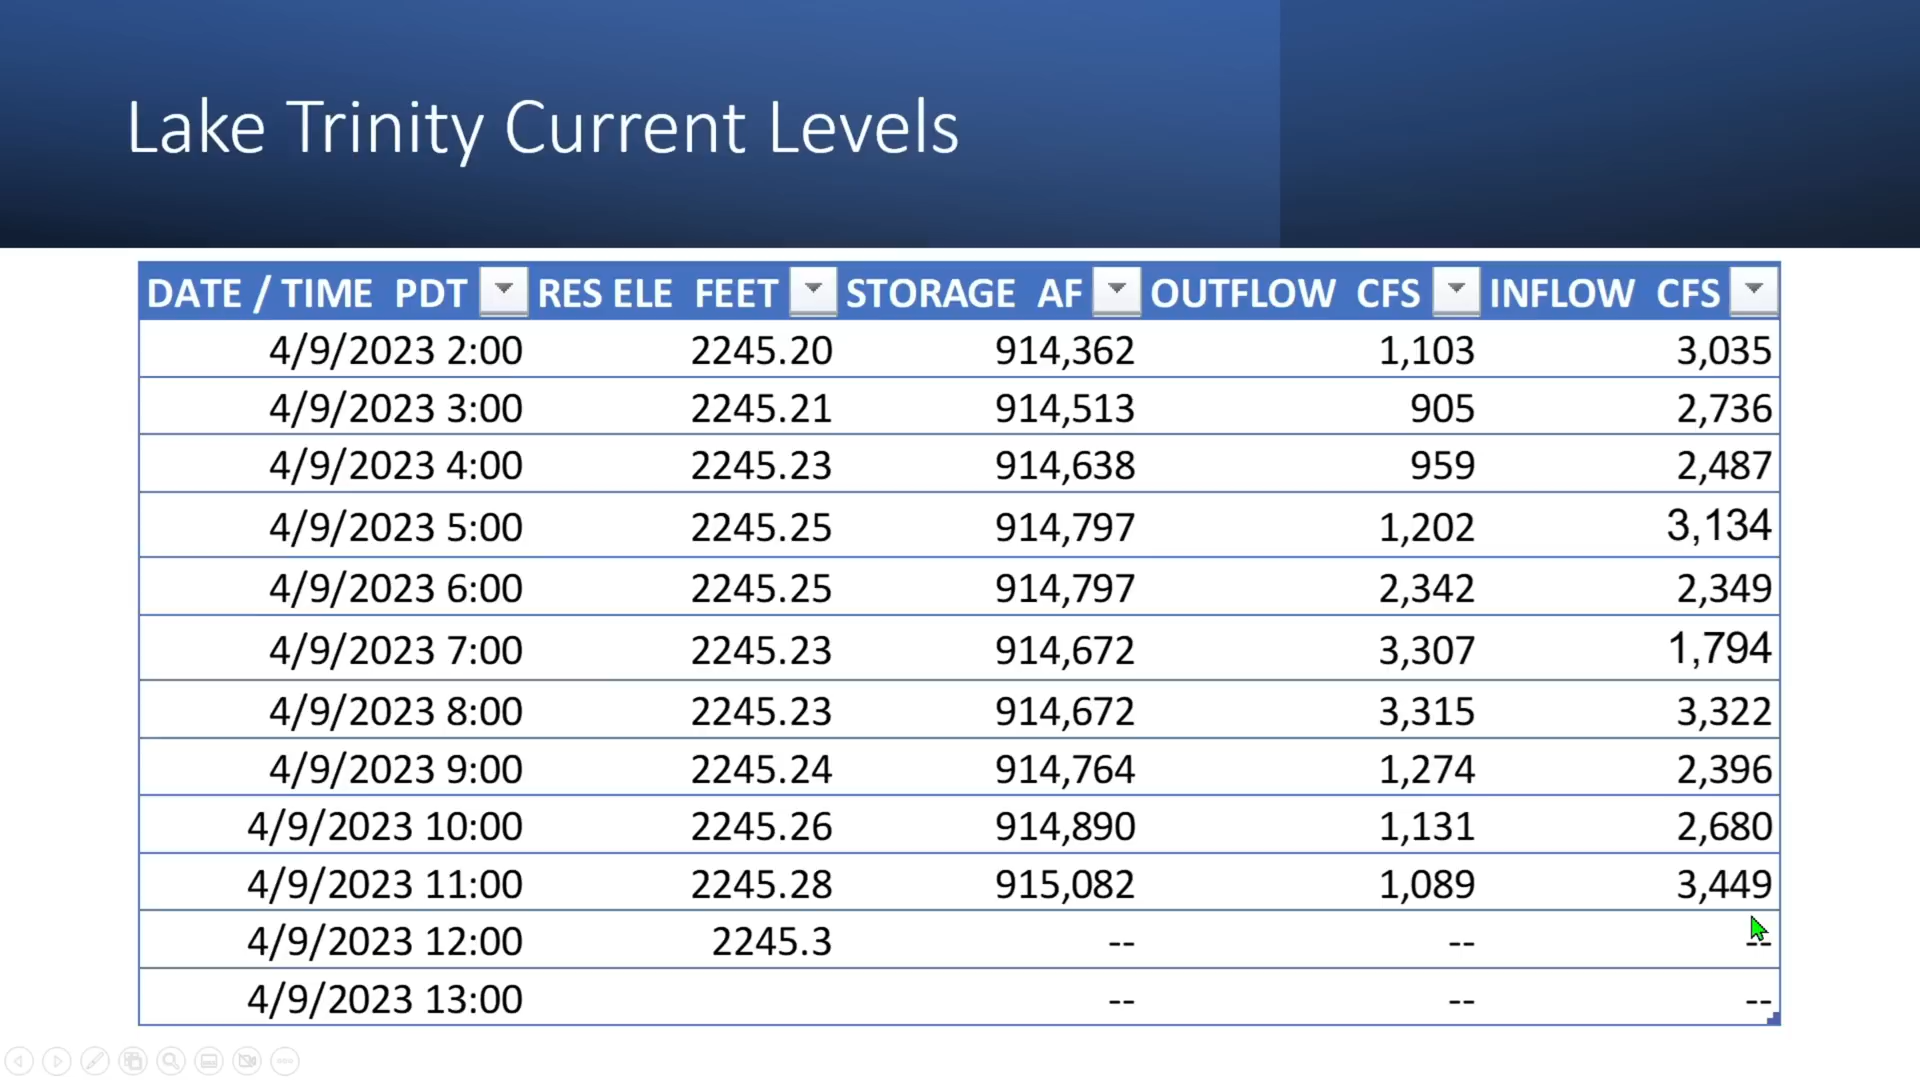 Lake Trinity Current Levels
DATE / TIME PDT RES ELE FEET STORAGE AF OUTFLOW CFS INFLOW CFS
4/9/2023 2:00 2245.20 914,362 1,103 3,035
4/9/2023 3:00 2245.21 914,513 905 2,736
4/9/2023 4:00 2245.23 914,638 959 2,487
4/9/2023 5:00 2245.25 914,797 1,202 3,134
4/9/2023 6:00 2245.25 914,797 2,342 2,349
4/9/2023 7:00 2245.23 914,672 3,307 1,794
4/9/2023 8:00 2245.23 914,672 3,315 3,322
4/9/2023 9:00 2245.24 914,764 1,274 2,396
4/9/2023 10:00 2245.26 914,890 1,131 2,680
4/9/2023 11:00 2245.28 915,082 1,089 3,449
4/9/2023 12:00 2245.3 -- -- --
4/9/2023 13:00 -- -- --